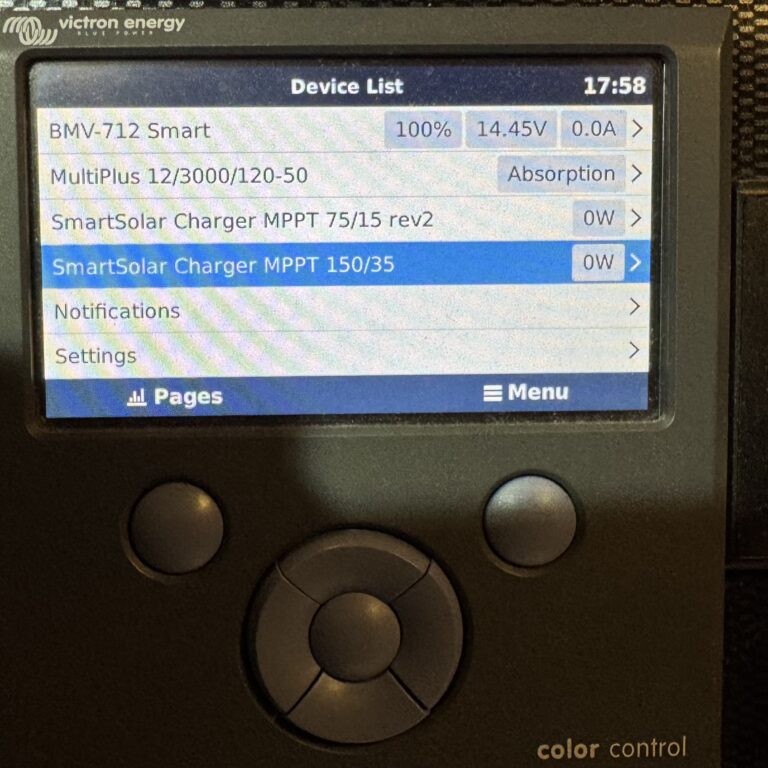 victron energy
BLUE POWER
Device List 17:58
BMV-712 Smart 100% 14.45V 0.0A
MultiPlus 12/3000/120-50 Absorption
SmartSolar Charger MPPT 75/15 rev2 0W
SmartSolar Charger MPPT 150/35 0W
Notifications
Settings
Pages Menu
color control